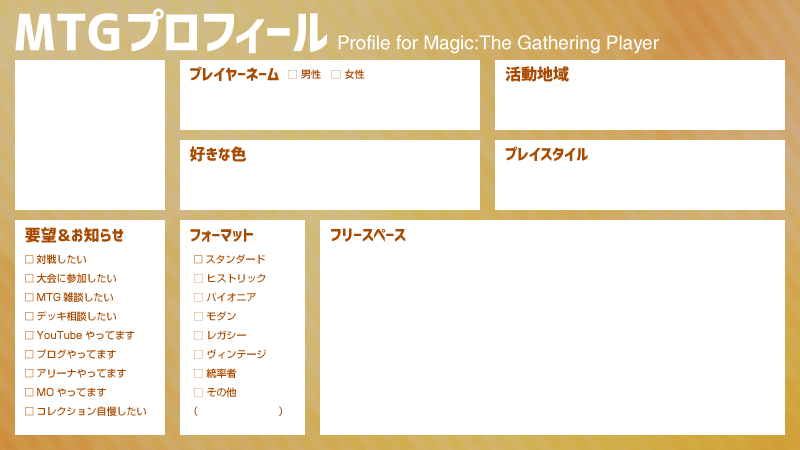 MTGプロフィール Profile for Magic:The Gathering Player
プレイヤーネーム □ 男性 □ 女性
活動地域
好きな色
プレイスタイル
要望&お知らせ
□ 対戦したい
□ 大会に参加したい
□ MTG 雑談したい
□ デッキ相談したい
□ YouTube やってます
□ ブログやってます
□ アリーナやってます
□ MO やってます
□ コレクション自慢したい
フォーマット
□ スタンダード
□ ヒストリック
□ パイオニア
□ モダン
□ レガシー
□ ヴィンテージ
□ 統率者
□ その他
( )
フリースペース